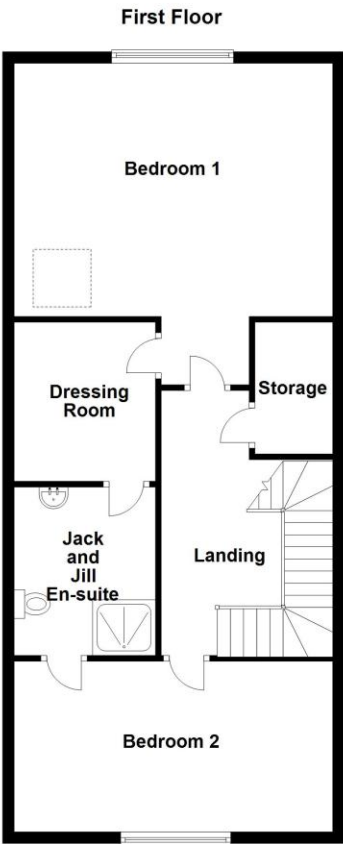 First Floor
Bedroom 1
Dressing
Room
Storage
Jack
and
Jill
En-suite
Landing
Bedroom 2